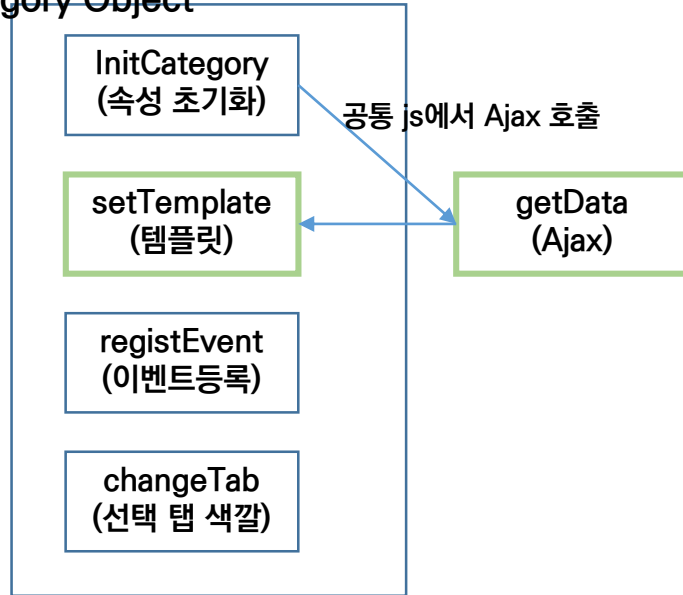 gory Object
InitCategory
(속성 초기화)
공통 js에서 Ajax 호출
setTemplate
(템플릿)
getData
(Ajax)
registEvent
(이벤트등록)
changeTab
(선택 탭 색깔)